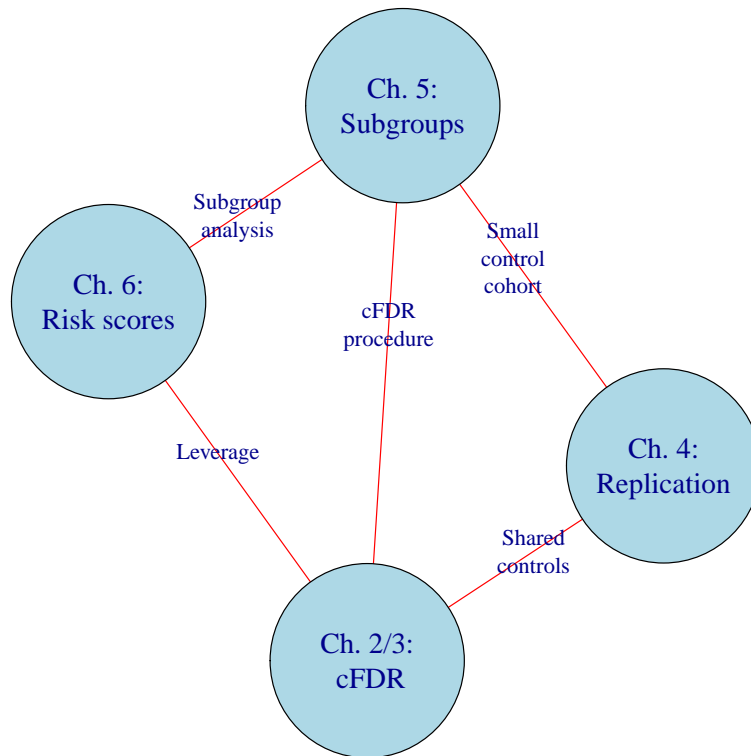 Ch. 5:
Subgroups
Subgroup
analysis
Small
control
cohort
Ch. 6:
Risk scores
cFDR
procedure
Leverage
Ch. 4:
Replication
Shared
controls
Ch. 2/3:
cFDR